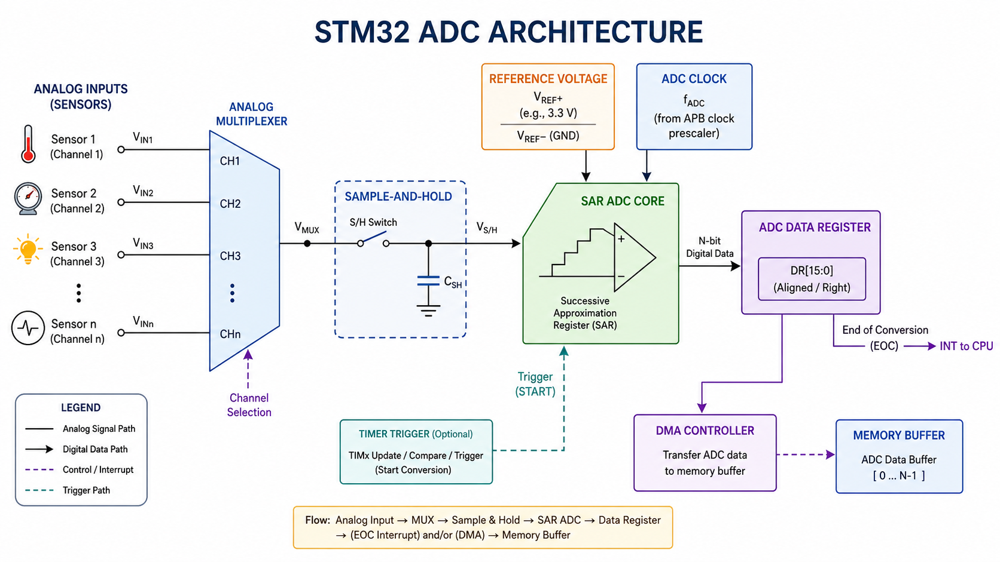 STM32 ADC ARCHITECTURE
ANALOG INPUTS
(SENSORS)
Sensor 1
(Channel 1)
VIN1
Sensor 2
(Channel 2)
VIN2
Sensor 3
(Channel 3)
VIN3
Sensor n
(Channel n)
VINn
ANALOG
MULTIPLEXER
CH1
CH2
CH3
CHn
Channel
Selection
VMUX
SAMPLE-AND-HOLD
S/H Switch
CSH
VS/H
REFERENCE VOLTAGE
VREF+
(e.g., 3.3 V)
VREF− (GND)
ADC CLOCK
fADC
(from APB clock
prescaler)
SAR ADC CORE
+
−
Successive
Approximation
Register (SAR)
N-bit
Digital Data
ADC DATA REGISTER
DR[15:0]
(Aligned / Right)
End of Conversion
(EOC)
INT to CPU
Trigger
(START)
TIMER TRIGGER (Optional)
TIMx Update / Compare / Trigger
(Start Conversion)
DMA CONTROLLER
Transfer ADC data
to memory buffer
MEMORY BUFFER
ADC Data Buffer
[ 0 ... N-1 ]
LEGEND
Analog Signal Path
Digital Data Path
Control / Interrupt
Trigger Path
Flow: Analog Input → MUX → Sample & Hold → SAR ADC → Data Register
→ (EOC Interrupt) and/or (DMA) → Memory Buffer